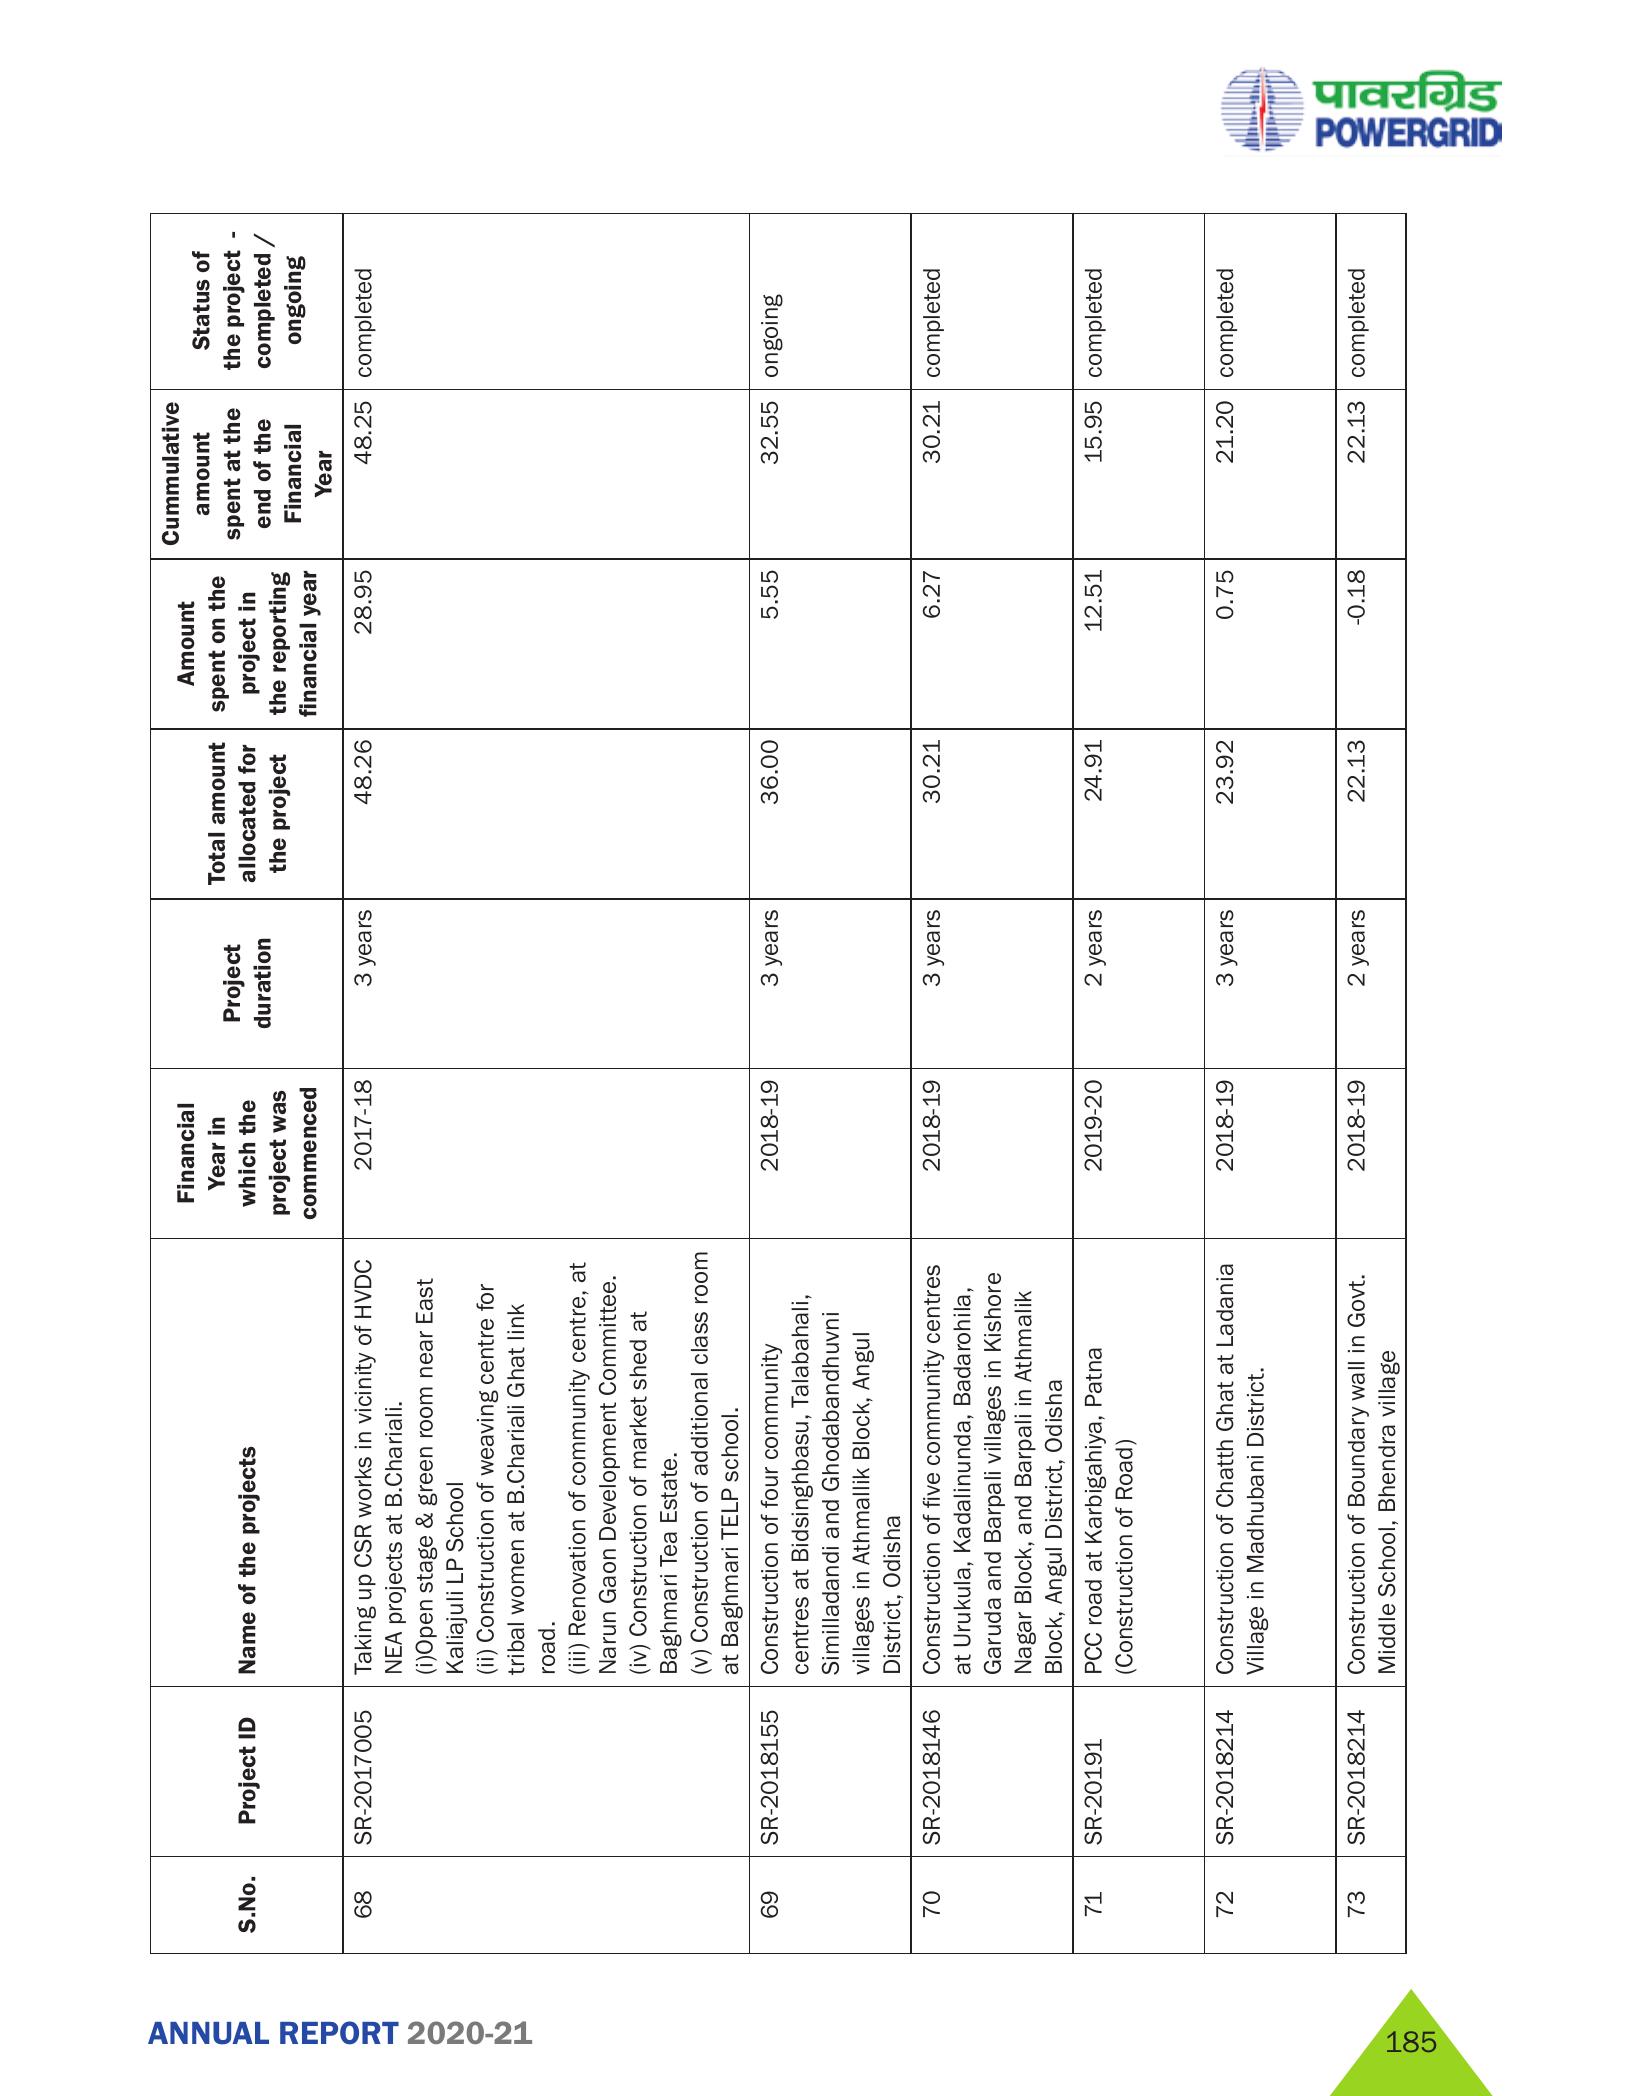 पावरग्रिड
POWERGRID
S.No.
Project ID
Name of the projects
Financial
Year in
which the
project was
commenced
Project
duration
Total amount
allocated for
the project
Amount
spent on the
project in
the reporting
financial year
Cummulative
amount
spent at the
end of the
Financial
Year
Status of
the project -
completed /
ongoing
68
SR-2017005
Taking up CSR works in vicinity of HVDC
NEA projects at B.Chariali.
(i)Open stage & green room near East
Kaliajuli LP School
(ii) Construction of weaving centre for
tribal women at B.Chariali Ghat link
road.
(iii) Renovation of community centre, at
Narun Gaon Development Committee.
(iv) Construction of market shed at
Baghmari Tea Estate.
(v) Construction of additional class room
at Baghmari TELP school.
2017-18
3 years
48.26
28.95
48.25
completed
69
SR-2018155
Construction of four community
centres at Bidsinghbasu, Talabahali,
Similladandi and Ghodabandhuvni
villages in Athmallik Block, Angul
District, Odisha
2018-19
3 years
36.00
5.55
32.55
ongoing
70
SR-2018146
Construction of five community centres
at Urukula, Kadalinunda, Badarohila,
Garuda and Barpali villages in Kishore
Nagar Block, and Barpali in Athmalik
Block, Angul District, Odisha
2018-19
3 years
30.21
6.27
30.21
completed
71
SR-20191
PCC road at Karbigahiya, Patna
(Construction of Road)
2019-20
2 years
24.91
12.51
15.95
completed
72
SR-2018214
Construction of Chatth Ghat at Ladania
Village in Madhubani District.
2018-19
3 years
23.92
0.75
21.20
completed
73
SR-2018214
Construction of Boundary wall in Govt.
Middle School, Bhendra village
2018-19
2 years
22.13
-0.18
22.13
completed
ANNUAL REPORT 2020-21
185